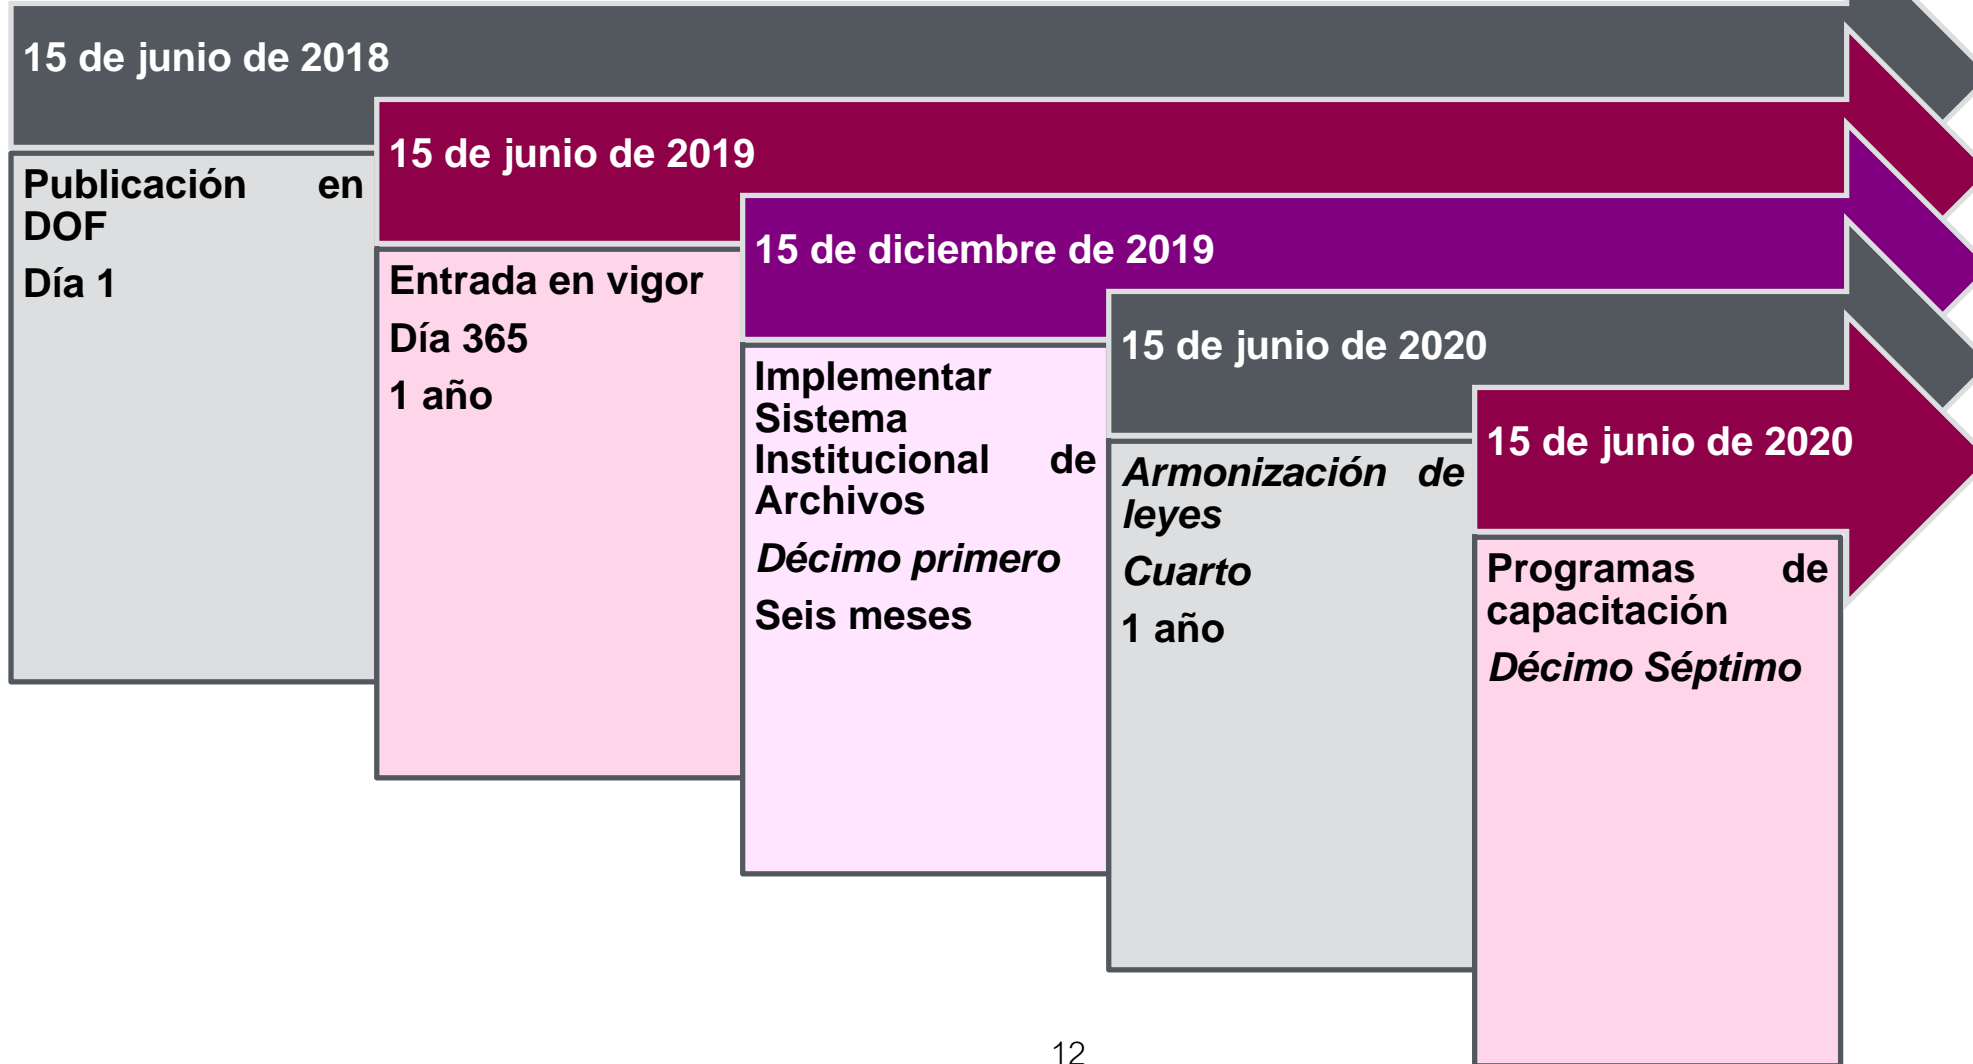 15 de junio de 2018
Publicación en
DOF
Día 1
15 de junio de 2019
Entrada en vigor
Día 365
1 año
15 de diciembre de 2019
Implementar
Sistema
Institucional de
Archivos
Décimo primero
Seis meses
15 de junio de 2020
Armonización de
leyes
Cuarto
1 año
15 de junio de 2020
Programas de
capacitación
Décimo Séptimo
12